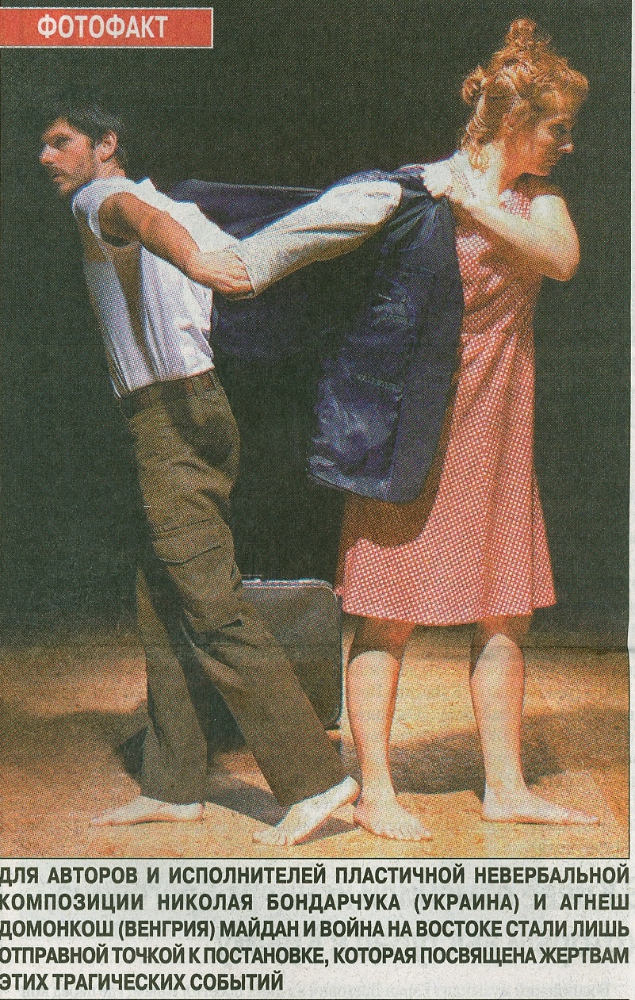 ФОТОФАКТ
ДЛЯ АВТОРОВ И ИСПОЛНИТЕЛЕЙ ПЛАСТИЧНОЙ НЕВЕРБАЛЬНОЙ
КОМПОЗИЦИИ НИКОЛАЯ БОНДАРЧУКА (УКРАИНА) И АГНЕШ
ДОМОНКОШ (ВЕНГРИЯ) МАЙДАН И ВОЙНА НА ВОСТОКЕ СТАЛИ ЛИШЬ
ОТПРАВНОЙ ТОЧКОЙ К ПОСТАНОВКЕ, КОТОРАЯ ПОСВЯЩЕНА ЖЕРТВАМ
ЭТИХ ТРАГИЧЕСКИХ СОБЫТИЙ